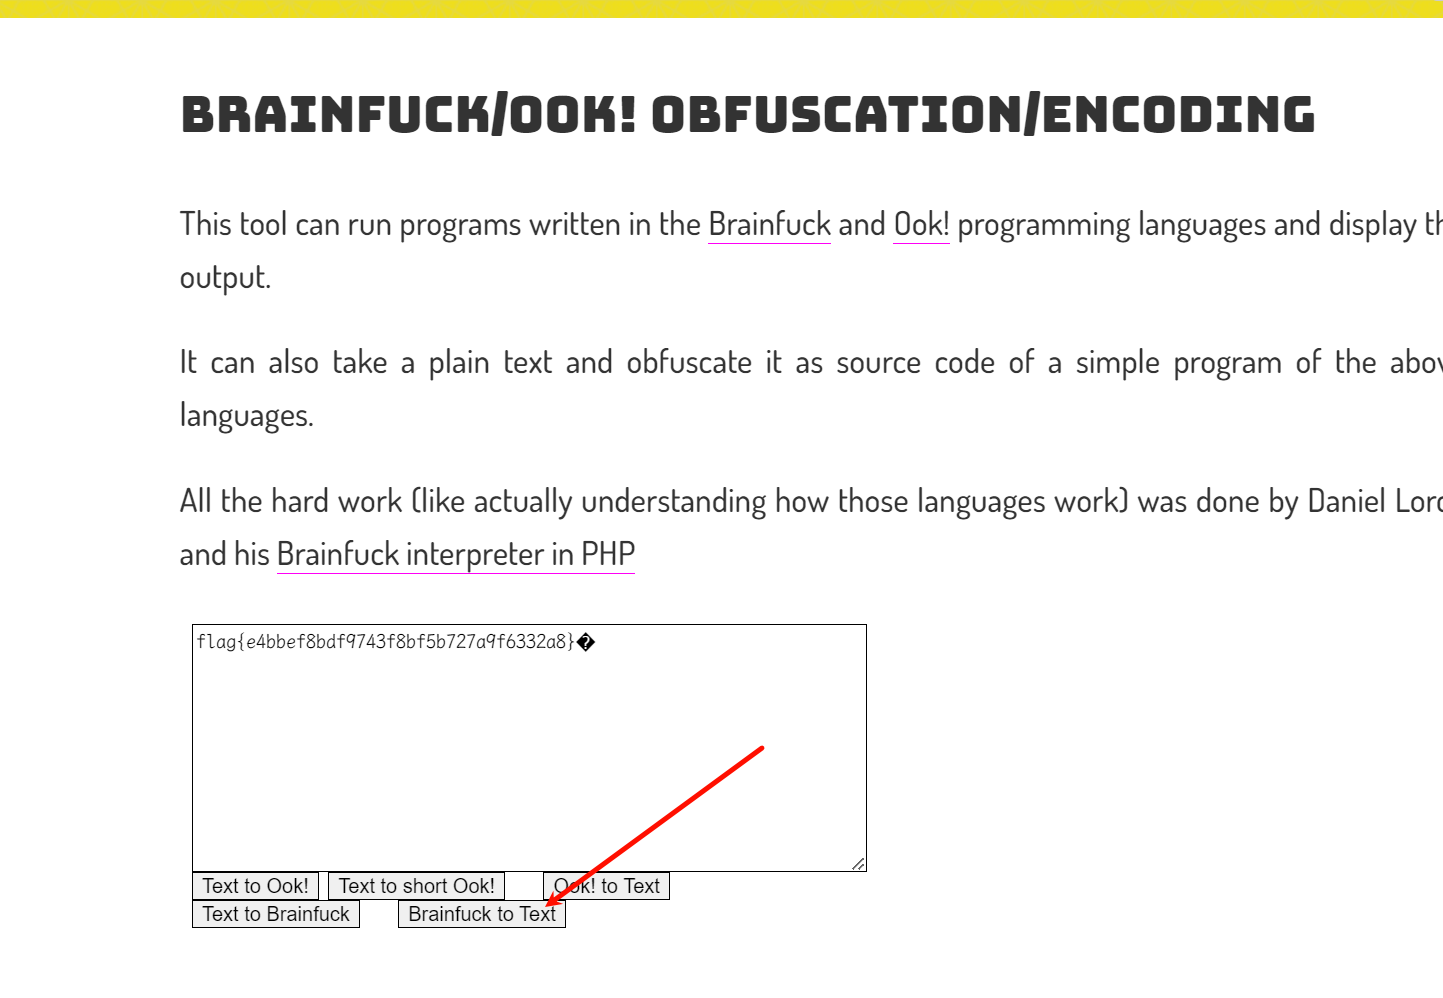 BRAINFUCK/OOK! OBFUSCATION/ENCODING
This tool can run programs written in the Brainfuck and Ook! programming languages and display th
output.
It can also take a plain text and obfuscate it as source code of a simple program of the abov
languages.
All the hard work (like actually understanding how those languages work) was done by Daniel Lorc
and his Brainfuck interpreter in PHP
flag{e4bbef8bdf9743f8bf5b727a9f6332a8}�
Text to Ook! Text to short Ook! Ook! to Text
Text to Brainfuck Brainfuck to Text